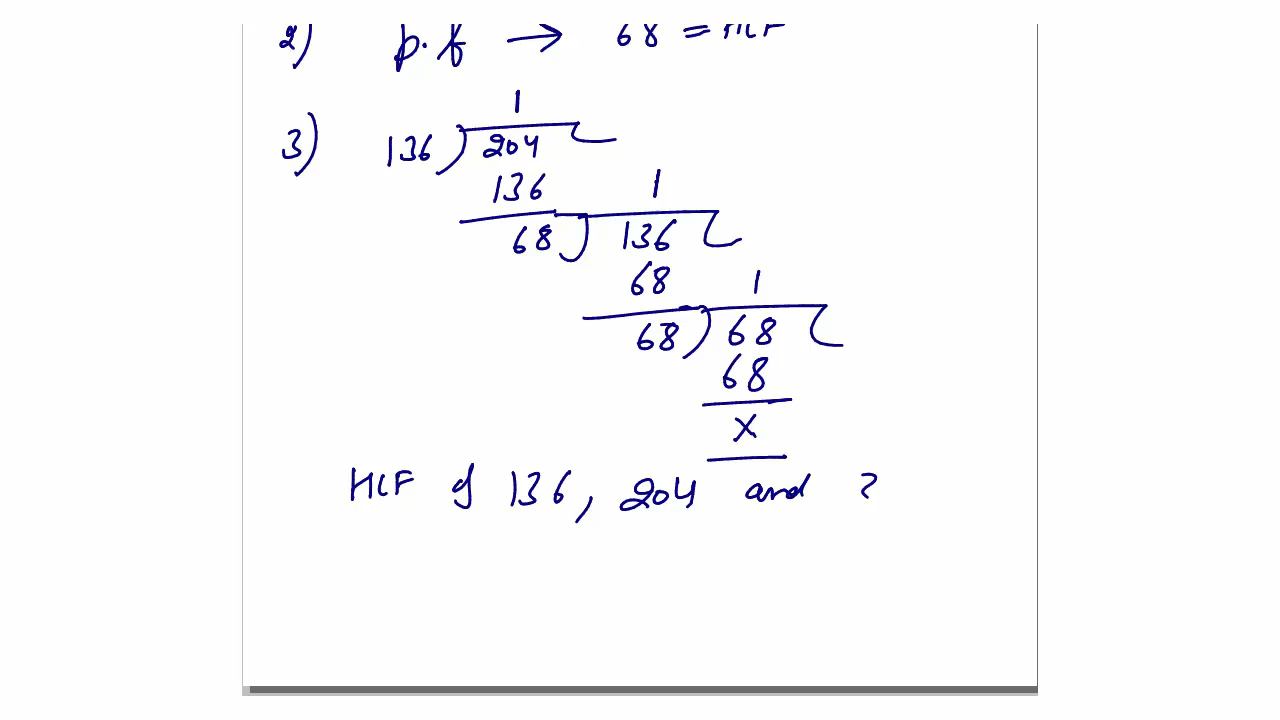 2) p.f → 68 = HCF
1
3) 136 ) 204 (
136 1
68 ) 136 (
68 1
68 ) 68 (
68
x
HCF of 136, 204 and